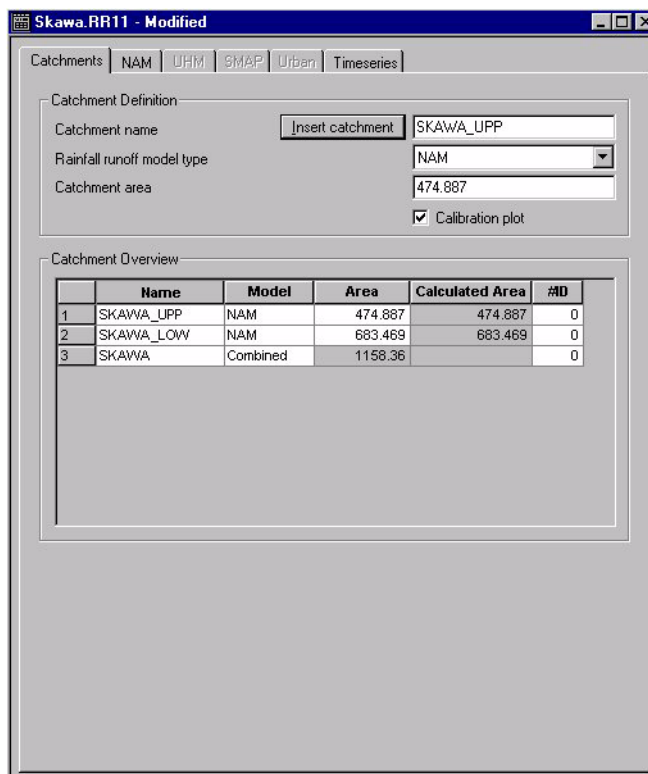 Skawa.RR11 - Modified
Catchments NAM UHM SMAP Urban Timeseries
Catchment Definition
Catchment name Insert catchment SKAWA_UPP
Rainfall runoff model type NAM
Catchment area 474.887
Calibration plot
Catchment Overview
Name Model Area Calculated Area #ID
1 SKAWA_UPP NAM 474.887 474.887 0
2 SKAWA_LOW NAM 683.469 683.469 0
3 SKAWA Combined 1158.36 0